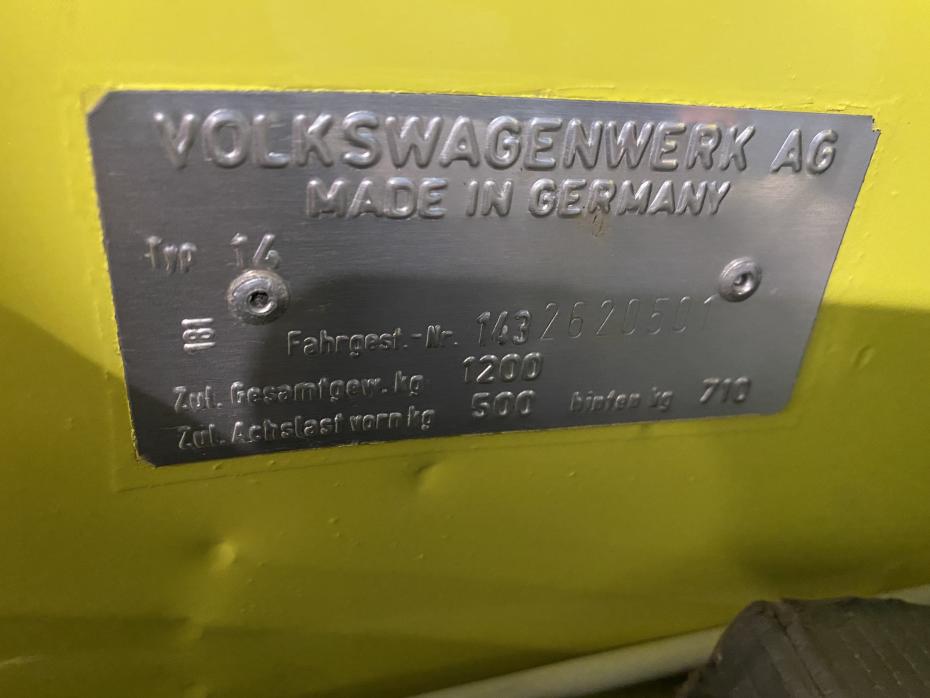 VOLKSWAGENWERK AG
MADE IN GERMANY
Typ 14
181
Fahrgest.-Nr. 1432620501
Zul. Gesamtgew. kg 1200
Zul. Achslast vorn kg 500 hinten kg 710